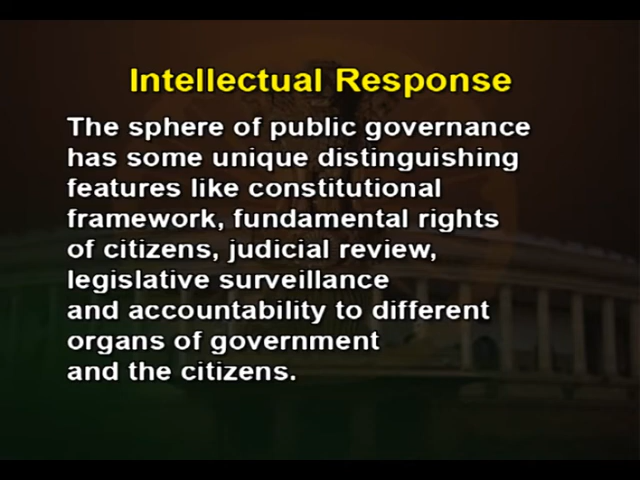 Intellectual Response
The sphere of public governance
has some unique distinguishing
features like constitutional
framework, fundamental rights
of citizens, judicial review,
legislative surveillance
and accountability to different
organs of government
and the citizens.